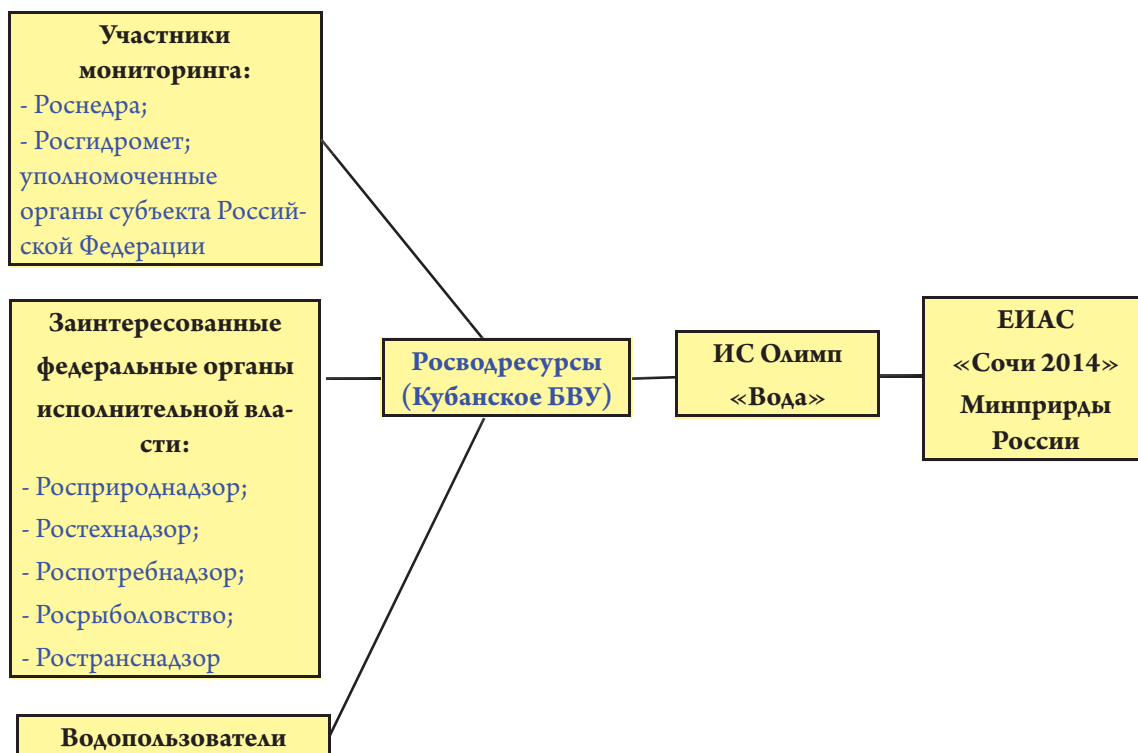 Участники
мониторинга:
- Роснедра;
- Росгидромет;
уполномоченные
органы субъекта Россий-
ской Федерации
Заинтересованные
федеральные органы
исполнительной вла-
сти:
- Росприроднадзор;
- Ростехнадзор;
- Роспотребнадзор;
- Росрыболовство;
-Ространснадзор
Водопользователи
Росводресурсы
(Кубанское БВУ)
ИС Олимп
«Вода»
ЕИАС
«Сочи 2014»
Минприрды
России